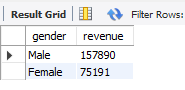 Result Grid Filter Rows:
gender revenue
Male 157890
Female 75191